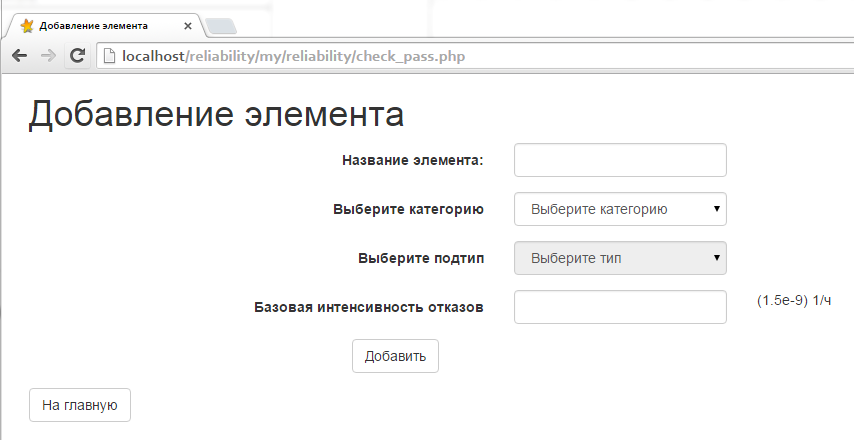 Добавление элемента
localhost/reliability/my/reliability/check_pass.php
Добавление элемента
Название элемента:
Выберите категорию Выберите категорию
Выберите подтип Выберите тип
Базовая интенсивность отказов (1.5e-9) 1/ч
Добавить
На главную